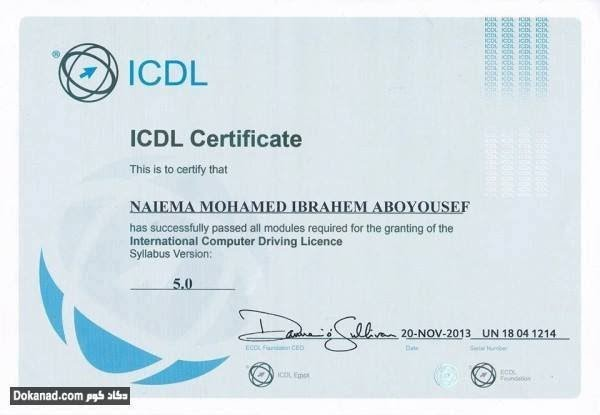 ICDL
ICDL Certificate
This is to certify that
NAIEMA MOHAMED IBRAHEM ABOYOUSEF
has successfully passed all modules required for the granting of the
International Computer Driving Licence
Syllabus Version:
5.0
20-NOV-2013 UN 18 04 1214
ECDL Foundation CEO Date Serial Number
ICDL Egypt ECDL Foundation
Dokanad.com دكاد كوم